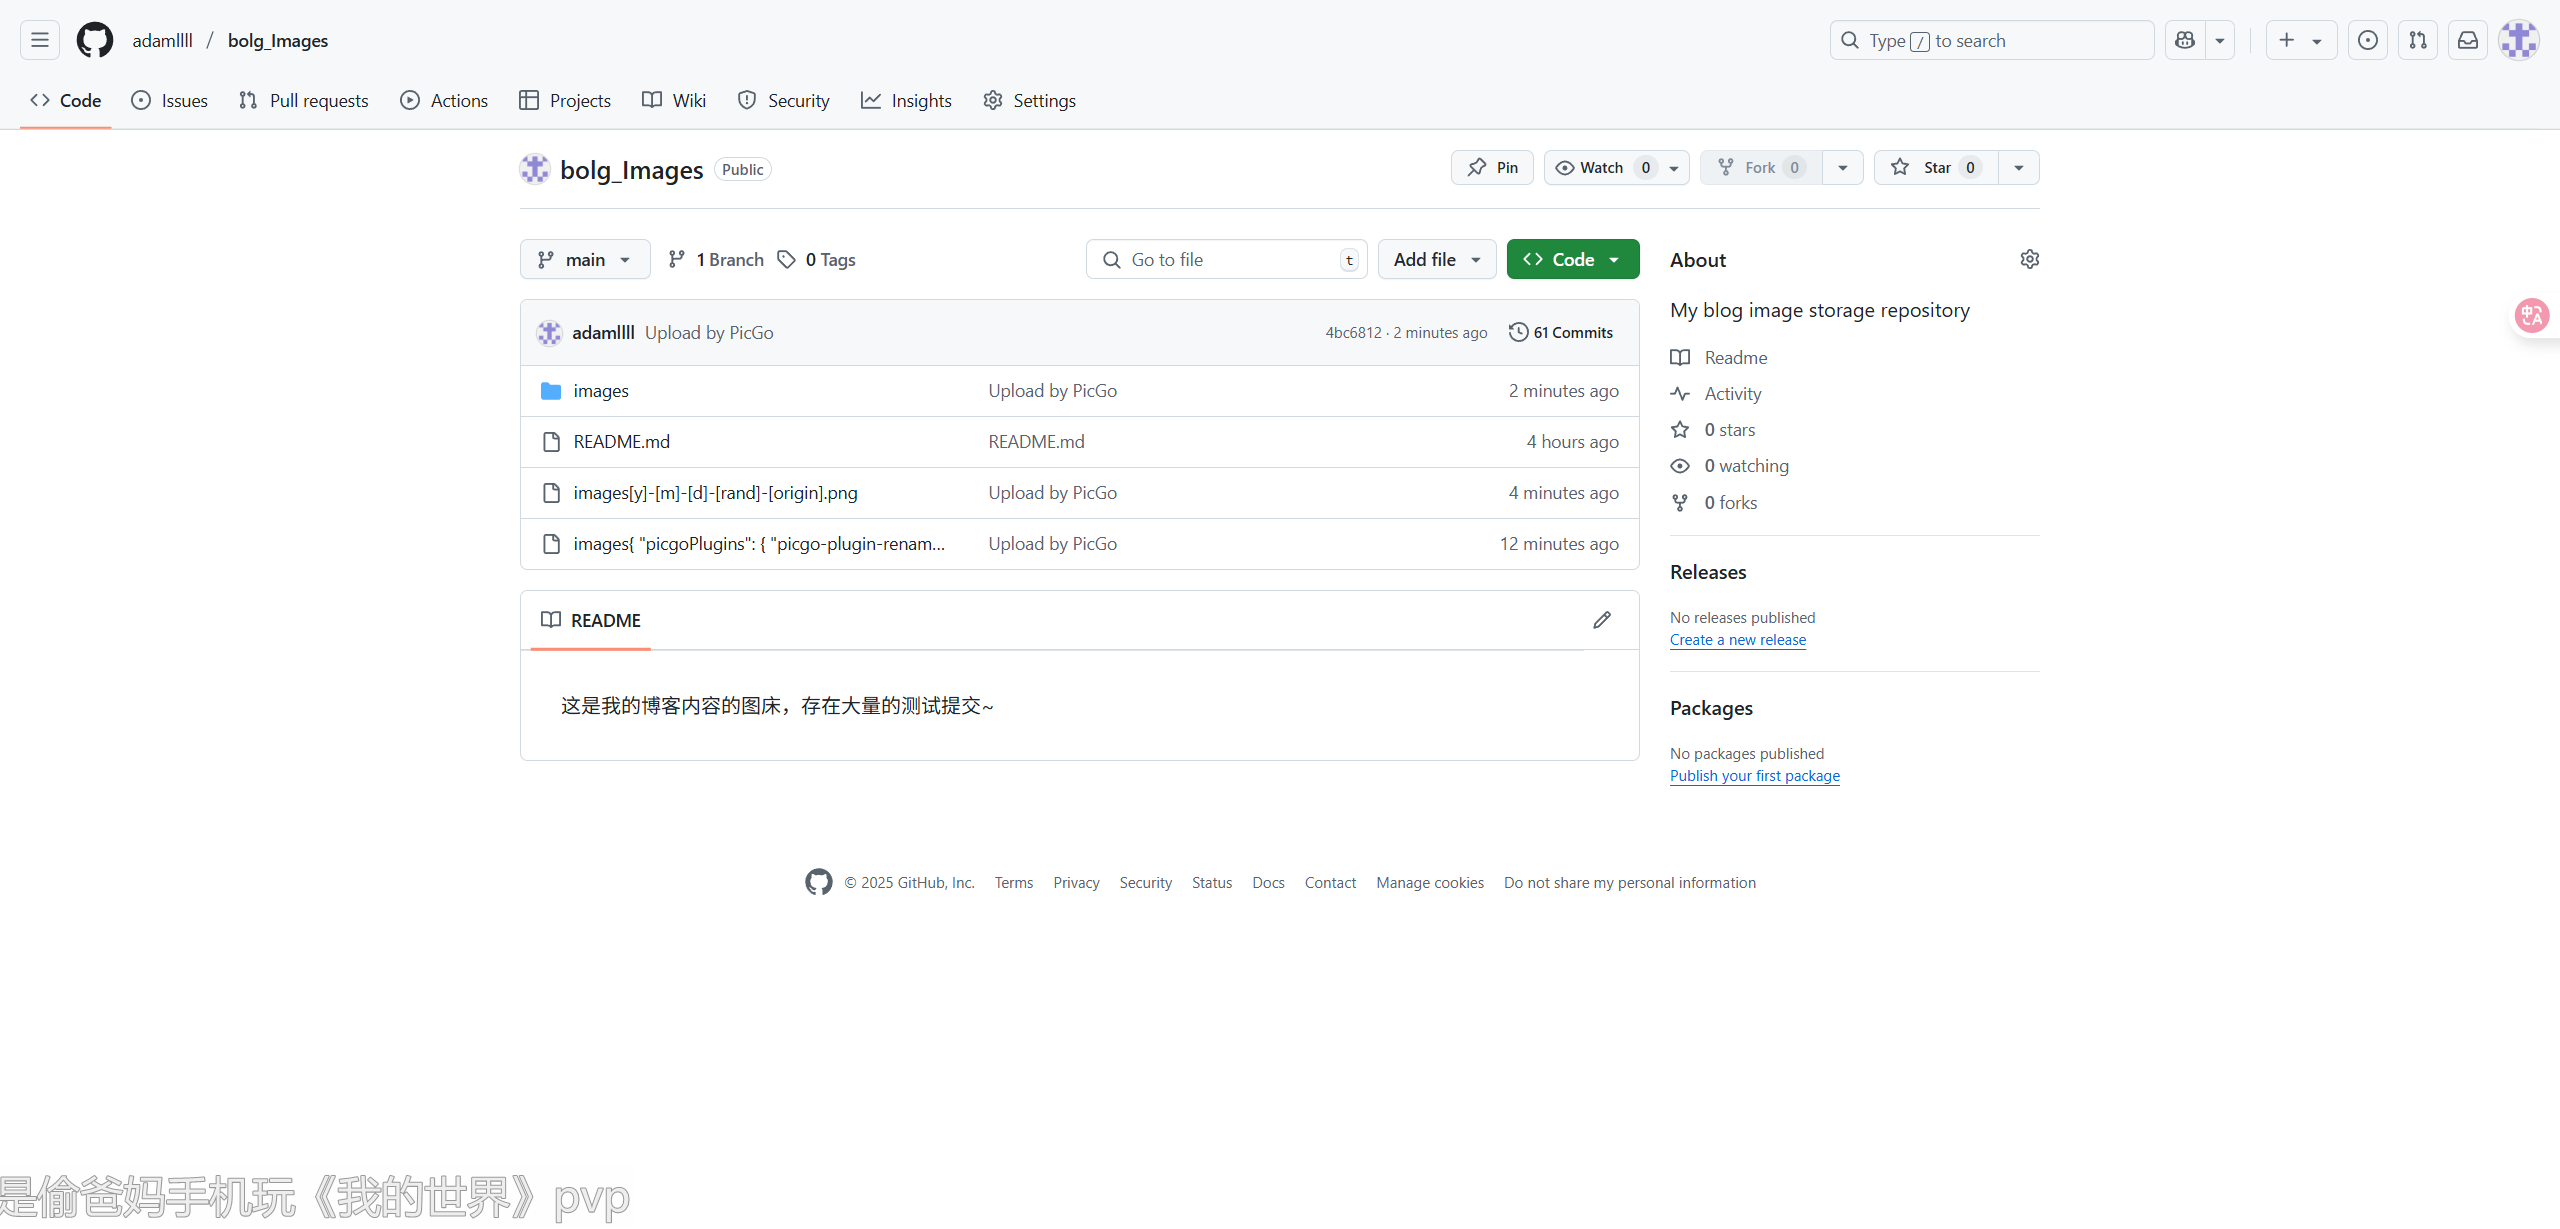 adamllll / bolg_Images
Type / to search
Code
Issues
Pull requests
Actions
Projects
Wiki
Security
Insights
Settings
bolg_Images Public
Pin
Watch 0
Fork 0
Star 0
main
1 Branch
0 Tags
Go to file t
Add file
Code
adamllll Upload by PicGo 4bc6812 · 2 minutes ago 61 Commits
images Upload by PicGo 2 minutes ago
README.md README.md 4 hours ago
images[y]-[m]-[d]-[rand]-[origin].png Upload by PicGo 4 minutes ago
images{ "picgoPlugins": { "picgo-plugin-renam... Upload by PicGo 12 minutes ago
README
这是我的博客内容的图床，存在大量的测试提交~
About
My blog image storage repository
Readme
Activity
0 stars
0 watching
0 forks
Releases
No releases published
Create a new release
Packages
No packages published
Publish your first package
© 2025 GitHub, Inc. Terms Privacy Security Status Docs Contact Manage cookies Do not share my personal information
是偷爸妈手机玩《我的世界》pvp